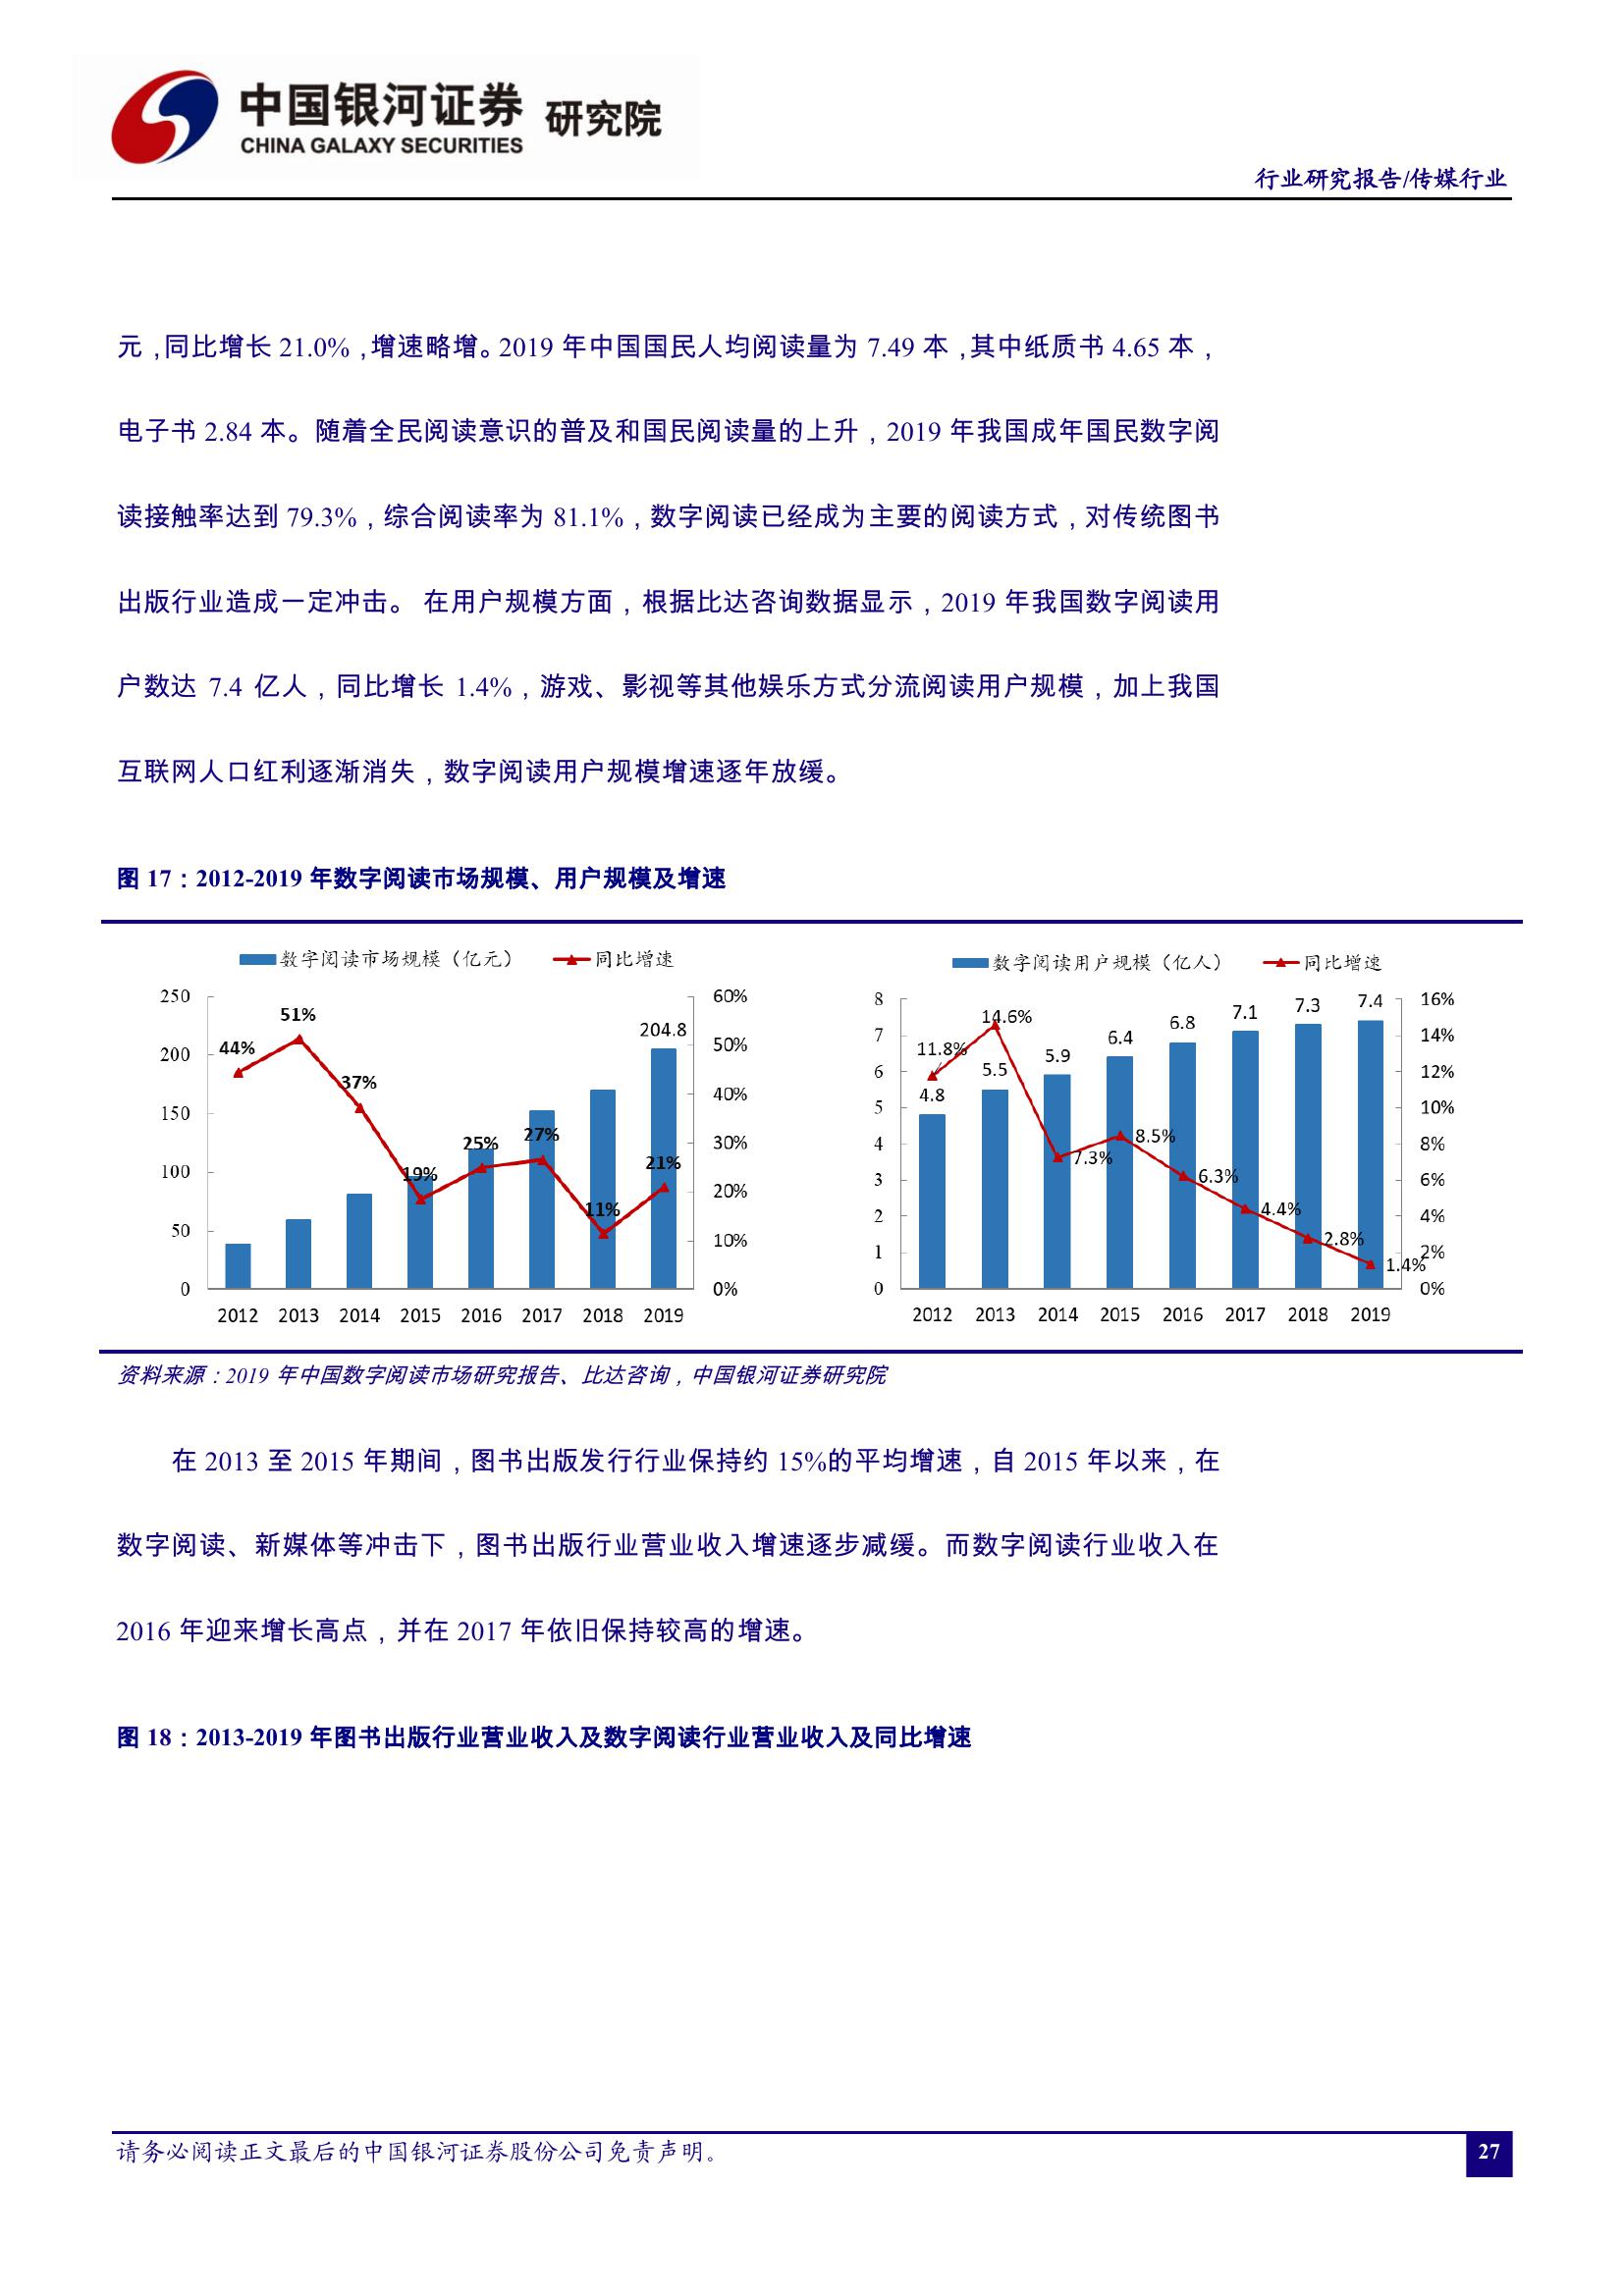 中国银河证券 研究院
CHINA GALAXY SECURITIES
行业研究报告/传媒行业
元，同比增长 21.0%，增速略增。2019 年中国国民人均阅读量为 7.49 本，其中纸质书 4.65 本，
电子书 2.84 本。随着全民阅读意识的普及和国民阅读量的上升，2019 年我国成年国民数字阅
读接触率达到 79.3%，综合阅读率为 81.1%，数字阅读已经成为主要的阅读方式，对传统图书
出版行业造成一定冲击。 在用户规模方面，根据比达咨询数据显示，2019 年我国数字阅读用
户数达 7.4 亿人，同比增长 1.4%，游戏、影视等其他娱乐方式分流阅读用户规模，加上我国
互联网人口红利逐渐消失，数字阅读用户规模增速逐年放缓。
图 17：2012-2019 年数字阅读市场规模、用户规模及增速
数字阅读市场规模（亿元） 同比增速
250
200
150
100
50
0
60%
50%
40%
30%
20%
10%
0%
44%
51%
37%
19%
25%
27%
11%
21%
204.8
2012 2013 2014 2015 2016 2017 2018 2019
数字阅读用户规模（亿人） 同比增速
8
7
6
5
4
3
2
1
0
16%
14%
12%
10%
8%
6%
4%
2%
0%
4.8
5.5
5.9
6.4
6.8
7.1
7.3
7.4
11.8%
14.6%
7.3%
8.5%
6.3%
4.4%
2.8%
1.4%
2012 2013 2014 2015 2016 2017 2018 2019
资料来源：2019 年中国数字阅读市场研究报告、比达咨询，中国银河证券研究院
在 2013 至 2015 年期间，图书出版发行行业保持约 15%的平均增速，自 2015 年以来，在
数字阅读、新媒体等冲击下，图书出版行业营业收入增速逐步减缓。而数字阅读行业收入在
2016 年迎来增长高点，并在 2017 年依旧保持较高的增速。
图 18：2013-2019 年图书出版行业营业收入及数字阅读行业营业收入及同比增速
请务必阅读正文最后的中国银河证券股份公司免责声明。
27